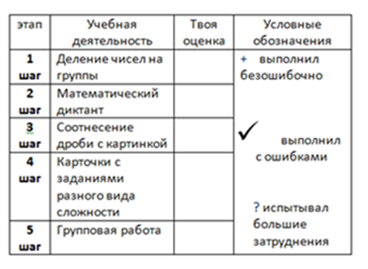 этап Учебная деятельность Твоя оценка Условные обозначения
1 шаг Деление чисел на группы
+ выполнил безошибочно
2 шаг Математический диктант
3 шаг Соотнесение дроби с картинкой
✓ выполнил с ошибками
4 шаг Карточки с заданиями разного вида сложности
? испытывал большие затруднения
5 шаг Групповая работа